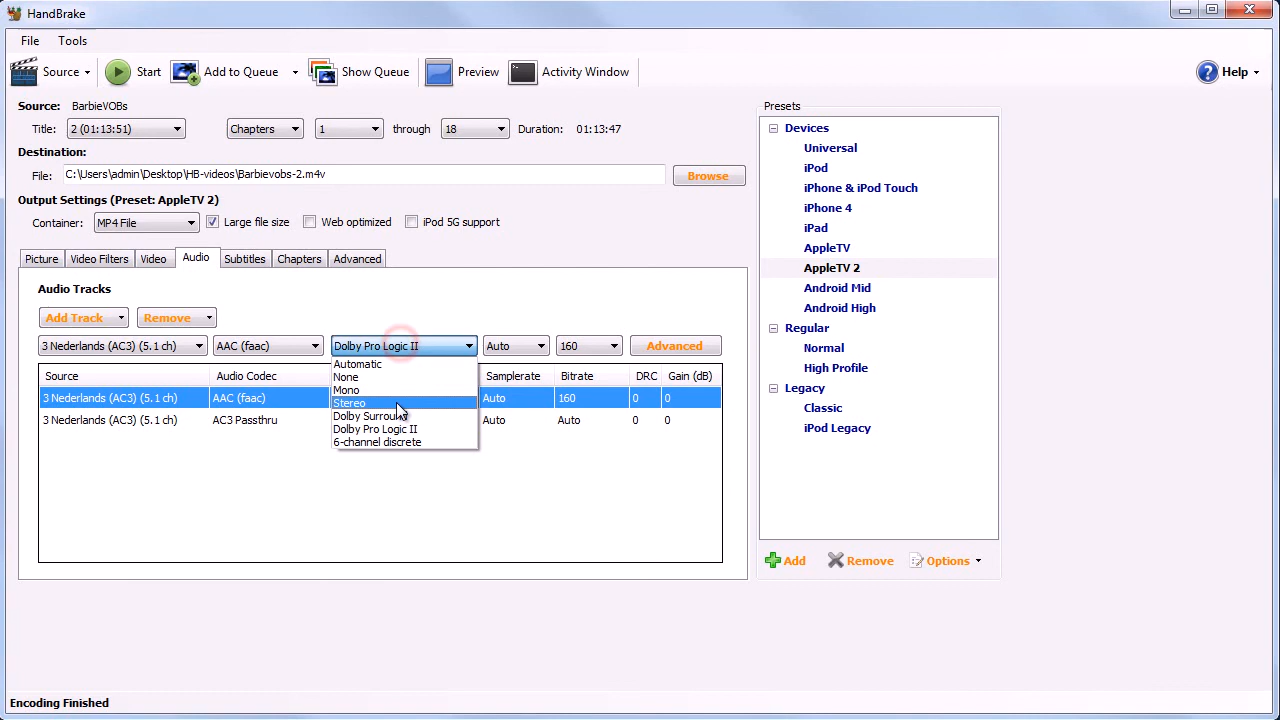 HandBrake
File Tools
Source Start Add to Queue Show Queue Preview Activity Window Help
Source: BarbieVOBs
Title: 2 (01:13:51) Chapters 1 through 18 Duration: 01:13:47
Destination:
File: C:\Users\admin\Desktop\HB-videos\Barbievobs-2.m4v Browse
Output Settings (Preset: AppleTV 2)
Container: MP4 File Large file size Web optimized iPod 5G support
Picture Video Filters Video Audio Subtitles Chapters Advanced
Audio Tracks
Add Track Remove
3 Nederlands (AC3) (5.1 ch) AAC (faac) Dolby Pro Logic II Auto 160 Advanced
Source Audio Codec Samplerate Bitrate DRC Gain (dB)
3 Nederlands (AC3) (5.1 ch) AAC (faac) Auto 160 0 0
3 Nederlands (AC3) (5.1 ch) AC3 Passthru Auto Auto 0 0
Automatic
None
Mono
Stereo
Dolby Surround
Dolby Pro Logic II
6-channel discrete
Presets
Devices
Universal
iPod
iPhone & iPod Touch
iPhone 4
iPad
AppleTV
AppleTV 2
Android Mid
Android High
Regular
Normal
High Profile
Legacy
Classic
iPod Legacy
Add Remove Options
Encoding Finished